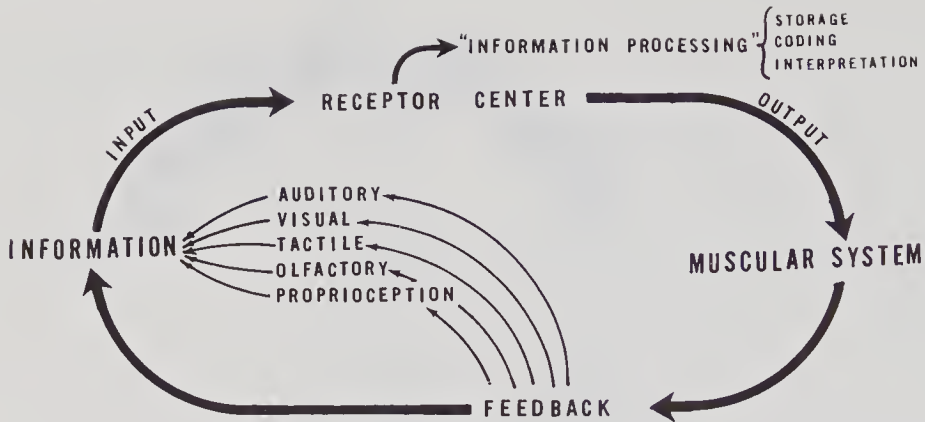 "INFORMATION PROCESSING"
STORAGE
CODING
INTERPRETATION
RECEPTOR CENTER
INPUT
OUTPUT
AUDITORY
VISUAL
TACTILE
OLFACTORY
PROPRIOCEPTION
INFORMATION
MUSCULAR SYSTEM
FEEDBACK